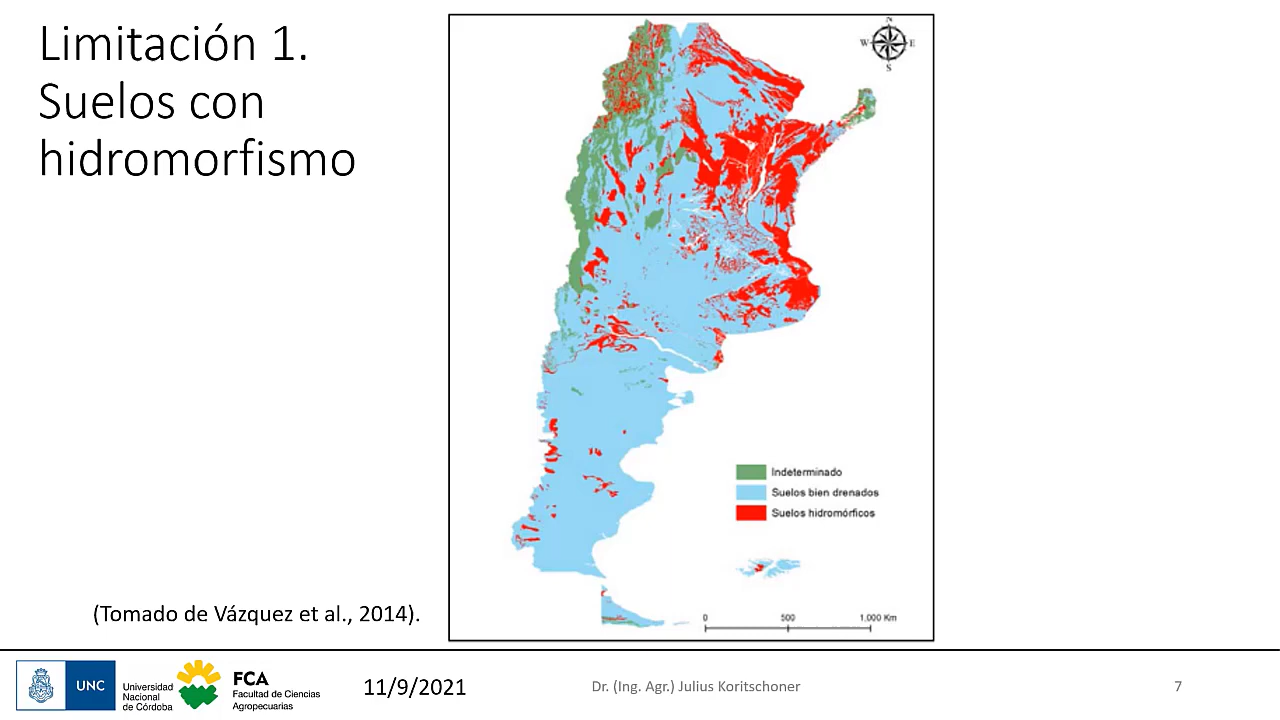 Limitación 1.
Suelos con
hidromorfismo
N
W
E
S
Indeterminado
Suelos bien drenados
Suelos hidromórficos
0 500 1,000 Km
(Tomado de Vázquez et al., 2014).
UNC
Universidad
Nacional
de Córdoba
FCA
Facultad de Ciencias
Agropecuarias
11/9/2021
Dr. (Ing. Agr.) Julius Koritschoner
7